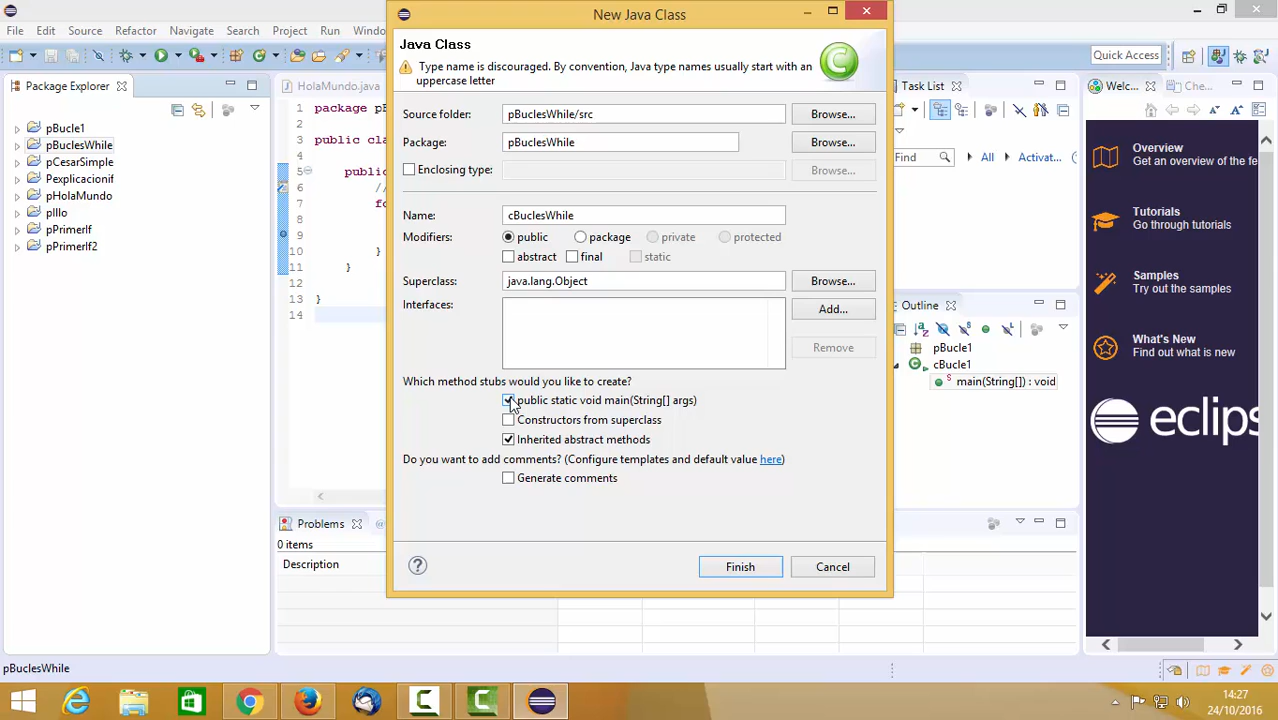 New Java Class
File Edit Source Refactor Navigate Search Project Run Windo
Java Class
Type name is discouraged. By convention, Java type names usually start with an
uppercase letter
Quick Access
Package Explorer
HolaMundo.java
Task List
Welc...
Che...
Source folder: pBuclesWhile/src Browse...
Package: pBuclesWhile Browse...
Enclosing type: Browse...
Name: cBuclesWhile
Modifiers: public package private protected
abstract final static
Superclass: java.lang.Object Browse...
Interfaces: Add...
Remove
Which method stubs would you like to create?
public static void main(String[] args)
Constructors from superclass
Inherited abstract methods
Do you want to add comments? (Configure templates and default value here)
Generate comments
Finish Cancel
pBucle1
pBuclesWhile
pCesarSimple
Pexplicacionif
pHolaMundo
pIIIo
pPrimerIf
pPrimerIf2
1 package pB
2
3 public clas
4
5 public
6 //
7 fo
9
10 }
11 }
12
13 }
14
Find All Activat...
Outline
pBucle1
cBucle1
main(String[]) : void
Overview
Get an overview of the fe
Tutorials
Go through tutorials
Samples
Try out the samples
What's New
Find out what is new
eclips
Problems
0 items
Description
pBuclesWhile
14:27
24/10/2016